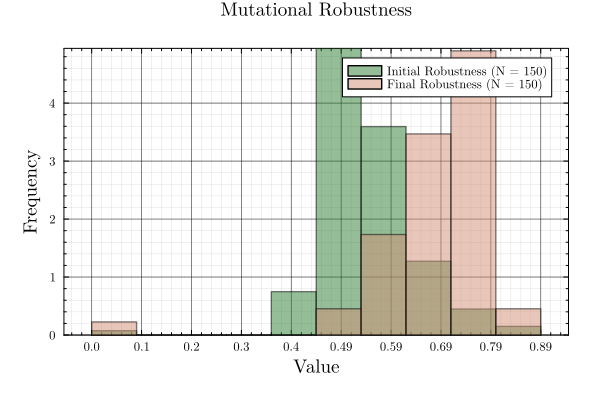 Mutational Robustness
Initial Robustness (N = 150)
Final Robustness (N = 150)
Frequency
4
3
2
1
0
0.0 0.1 0.2 0.3 0.4 0.49 0.59 0.69 0.79 0.89
Value